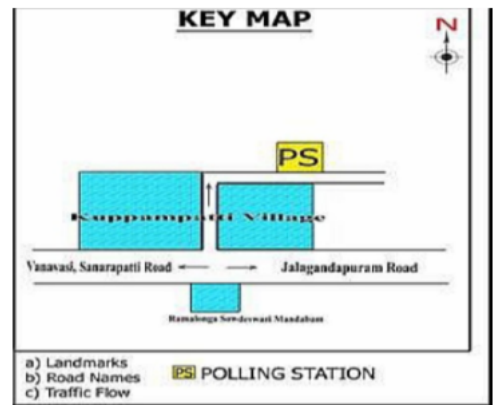 KEY MAP
N
PS
Kuppampatti Village
Vanavasi, Sanarapatti Road
Jalagandapuram Road
Ramalonga Sowdeswari Mandabam
a) Landmarks
b) Road Names
c) Traffic Flow
PS POLLING STATION